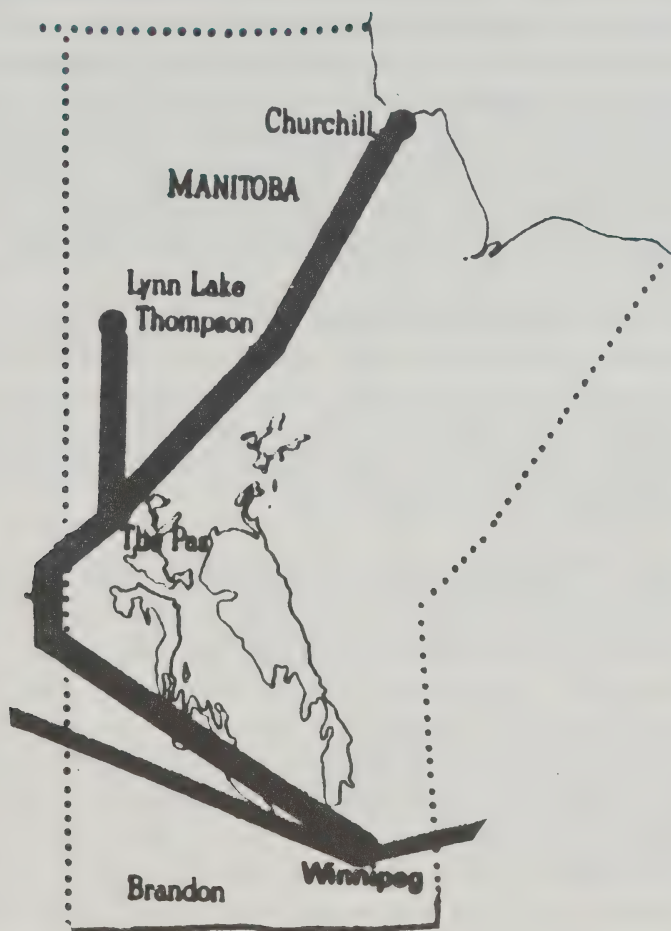 Churchill
MANITOBA
Lynn Lake
Thompson
The Pas
Winnipeg
Brandon